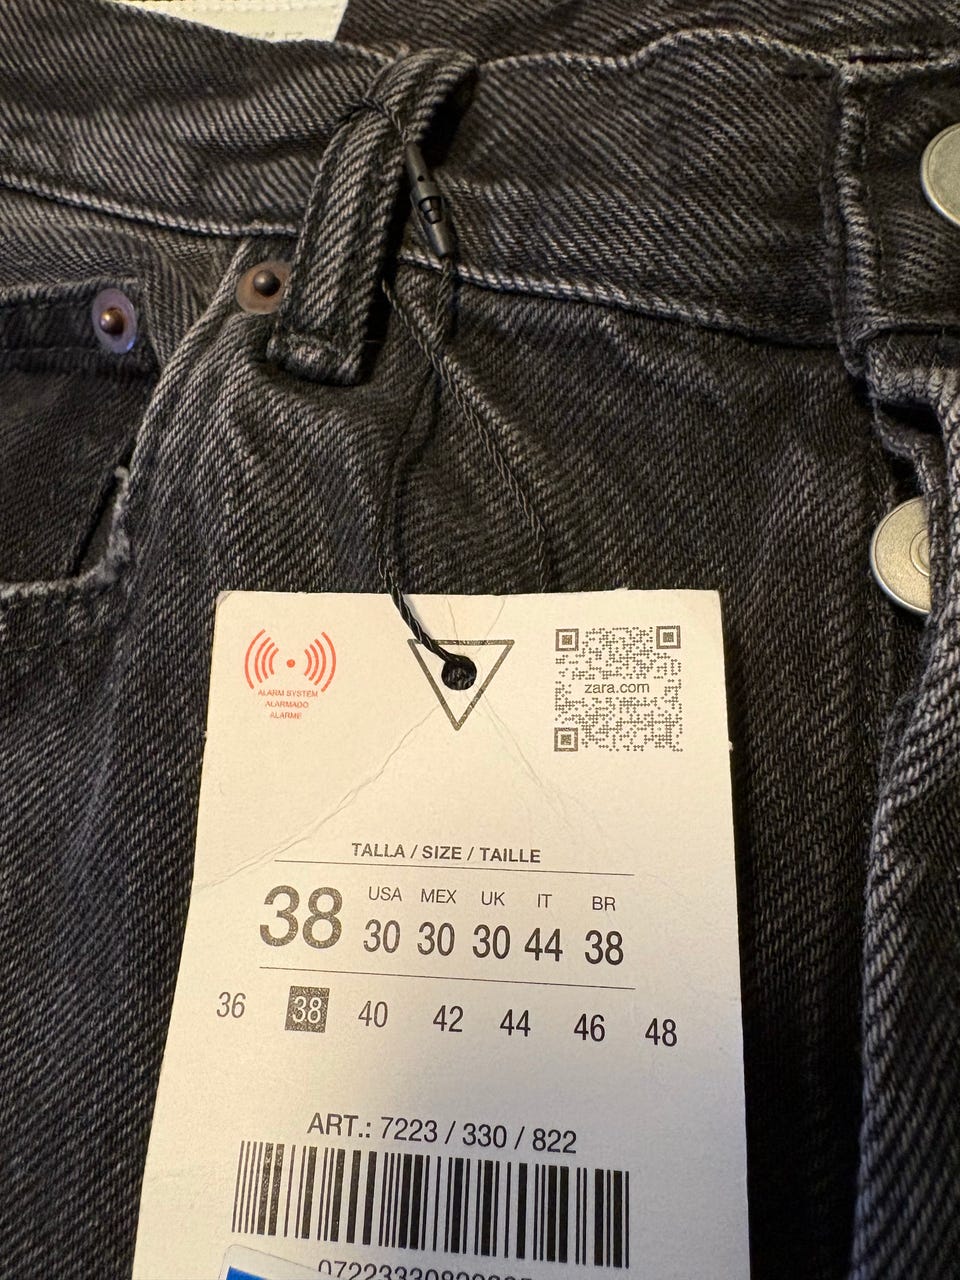 ALARM SYSTEM
ALARMADO
ALARME
zara.com
TALLA / SIZE / TAILLE
38 USA MEX UK IT BR
30 30 30 44 38
36 38 40 42 44 46 48
ART.: 7223 / 330 / 822